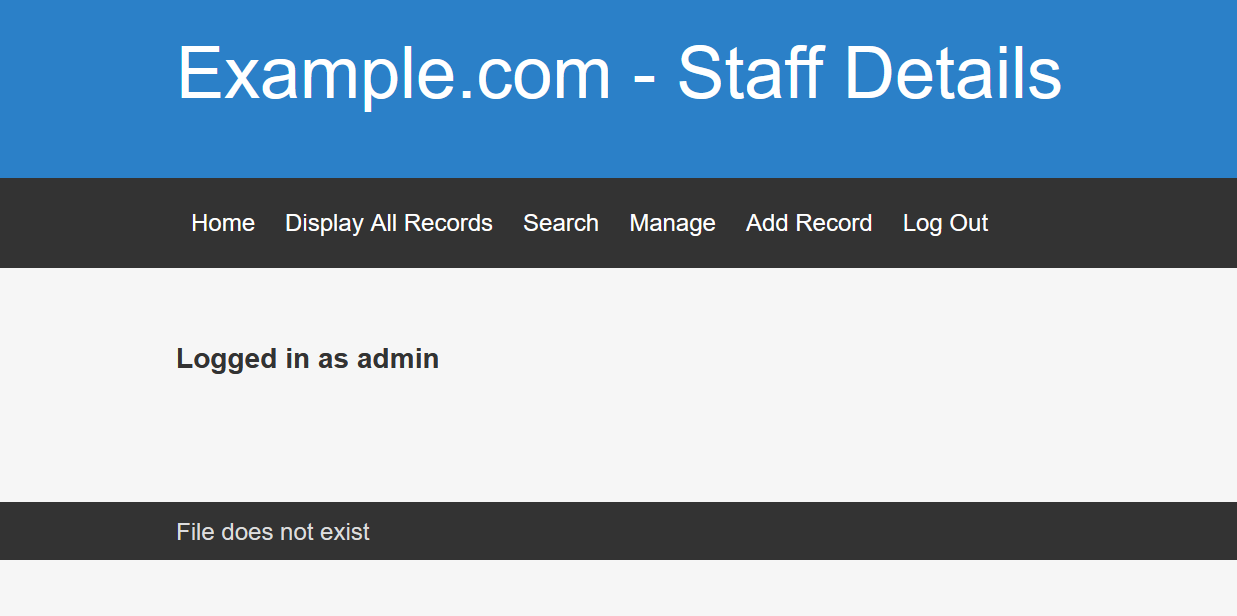 Example.com - Staff Details
Home Display All Records Search Manage Add Record Log Out
Logged in as admin
File does not exist